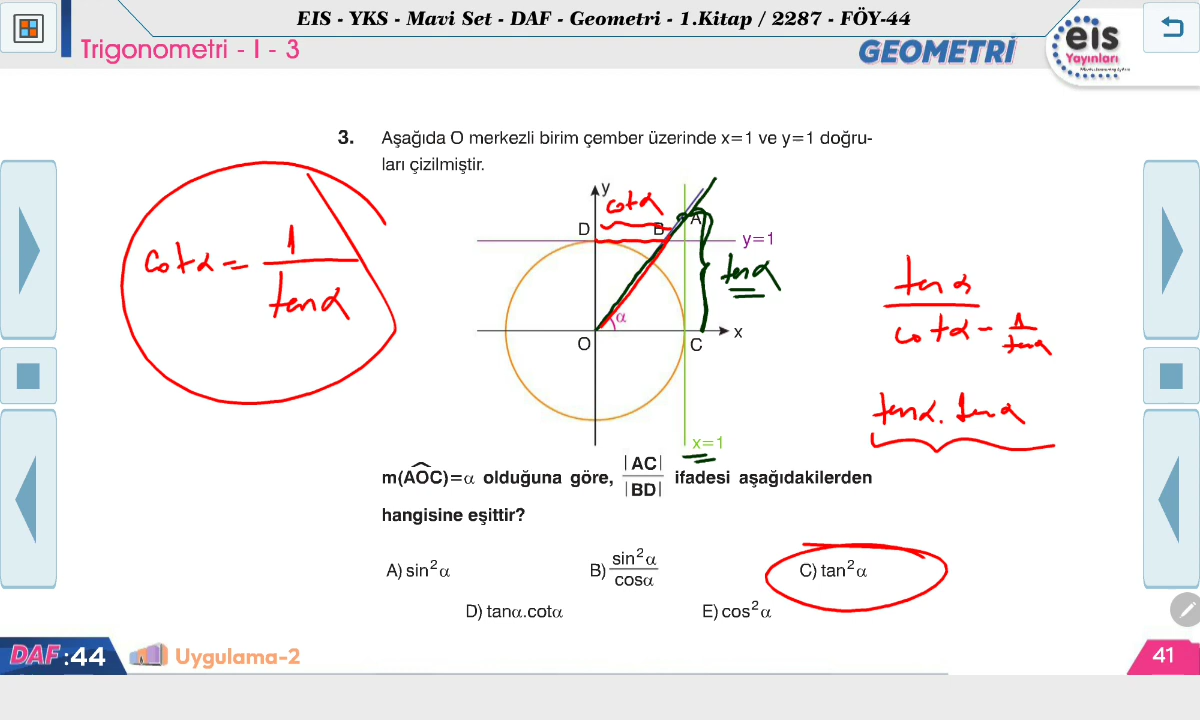 EIS - YKS - Mavi Set - DAF - Geometri - 1.Kitap / 2287 - FÖY-44
Trigonometri - I - 3
GEOMETRİ
eis
Yayınları
3. Aşağıda O merkezli birim çember üzerinde x=1 ve y=1 doğru-
ları çizilmiştir.
y
cotα
A
D
B
y=1
tanα
α
x
O
C
x=1
cotα = 1
tanα
tanα
cotα = 1
tanα
tanα . tanα
m(AOC)=α olduğuna göre, |AC| / |BD| ifadesi aşağıdakilerden
hangisine eşittir?
A) sin²α B) sin²α / cosα C) tan²α
D) tanα.cotα E) cos²α
DAF :44
Uygulama-2
41